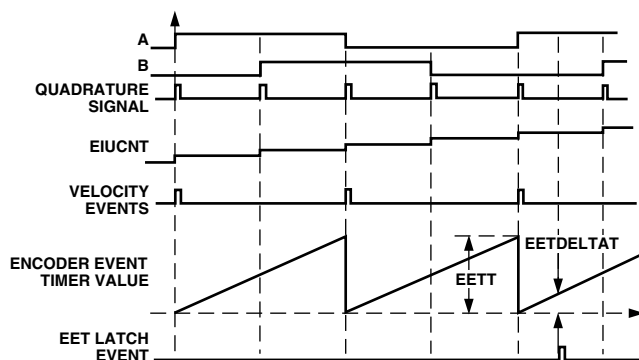 A
B
QUADRATURE
SIGNAL
EIUCNT
VELOCITY
EVENTS
EETDELTAT
ENCODER EVENT
TIMER VALUE
EETT
EET LATCH
EVENT